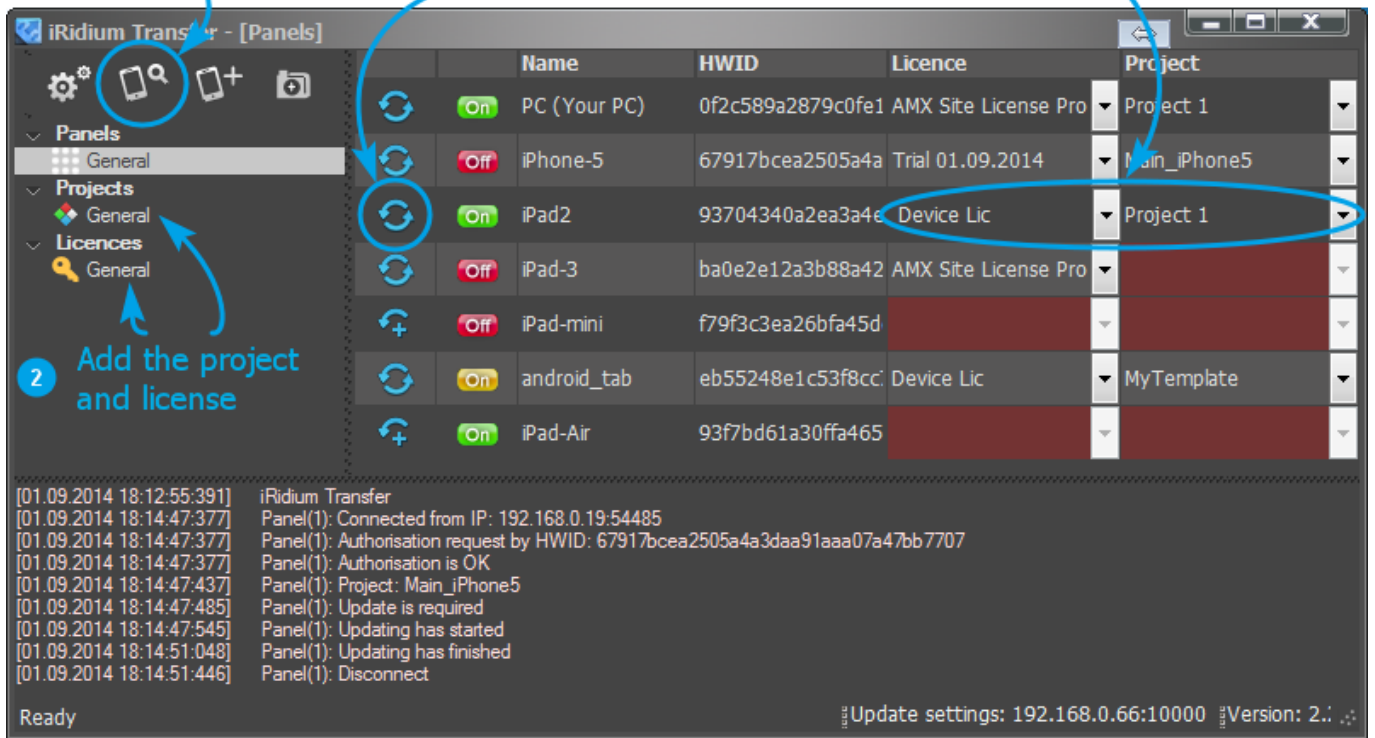 iRidium Transfer - [Panels]
Name HWID Licence Project
On PC (Your PC) 0f2c589a2879c0fe1 AMX Site License Pro Project 1
Panels
General
Off iPhone-5 67917bcea2505a4a Trial 01.09.2014 Main_iPhone5
Projects
General
On iPad2 93704340a2ea3a4e Device Lic Project 1
Licences
General
Off iPad-3 ba0e2e12a3b88a42 AMX Site License Pro
Off iPad-mini f79f3c3ea26bfa45d
2 Add the project
and license
On android_tab eb55248e1c53f8cc Device Lic MyTemplate
On iPad-Air 93f7bd61a30ffa465
[01.09.2014 18:12:55:391] iRidium Transfer
[01.09.2014 18:14:47:377] Panel(1): Connected from IP: 192.168.0.19:54485
[01.09.2014 18:14:47:377] Panel(1): Authorisation request by HWID: 67917bcea2505a4a3daa91aaa07a47bb7707
[01.09.2014 18:14:47:377] Panel(1): Authorisation is OK
[01.09.2014 18:14:47:437] Panel(1): Project: Main_iPhone5
[01.09.2014 18:14:47:485] Panel(1): Update is required
[01.09.2014 18:14:47:545] Panel(1): Updating has started
[01.09.2014 18:14:51:048] Panel(1): Updating has finished
[01.09.2014 18:14:51:446] Panel(1): Disconnect
Ready Update settings: 192.168.0.66:10000 Version: 2.